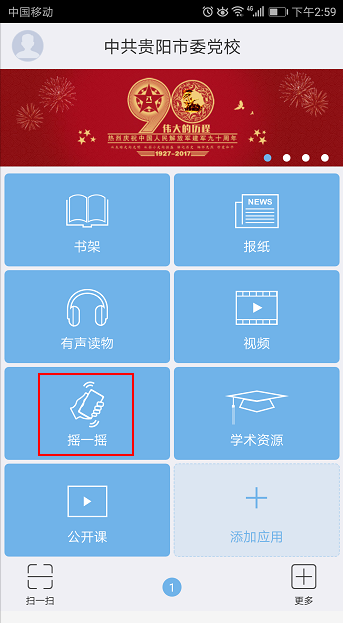 中国移动
4G
下午2:59
中共贵阳市委党校
90
伟大的历程
热烈庆祝中国人民解放军建军九十周年
1927-2017
书架
NEWS
报纸
有声读物
视频
摇一摇
学术资源
公开课
添加应用
扫一扫
1
更多